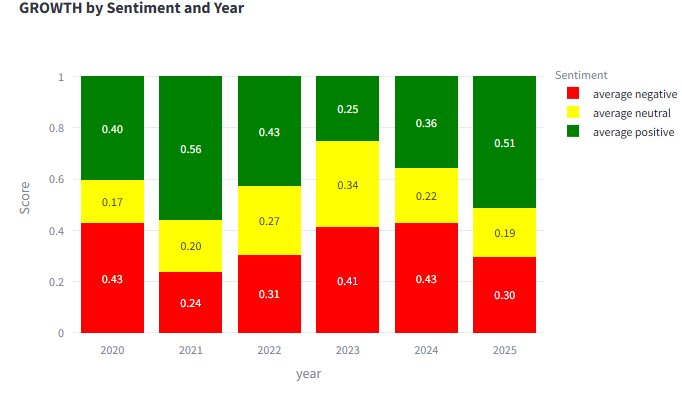 GROWTH by Sentiment and Year
Sentiment
average negative
average neutral
average positive
Score
1
0.8
0.6
0.4
0.2
0
0.40 0.56 0.43 0.25 0.36 0.51
0.17 0.20 0.27 0.34 0.22 0.19
0.43 0.24 0.31 0.41 0.43 0.30
2020 2021 2022 2023 2024 2025
year